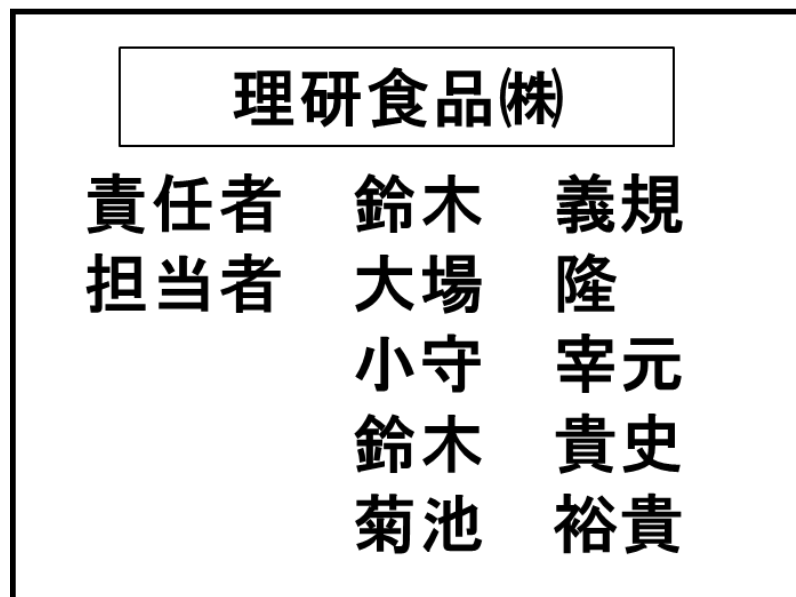 理研食品㈱
責任者　鈴木　義規
担当者　大場　隆
小守　宰元
鈴木　貴史
菊池　裕貴